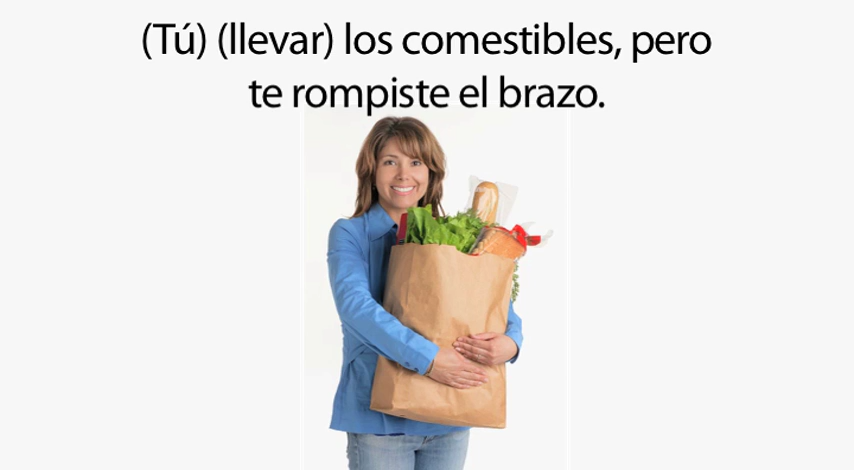 (Tú) (llevar) los comestibles, pero
te rompiste el brazo.